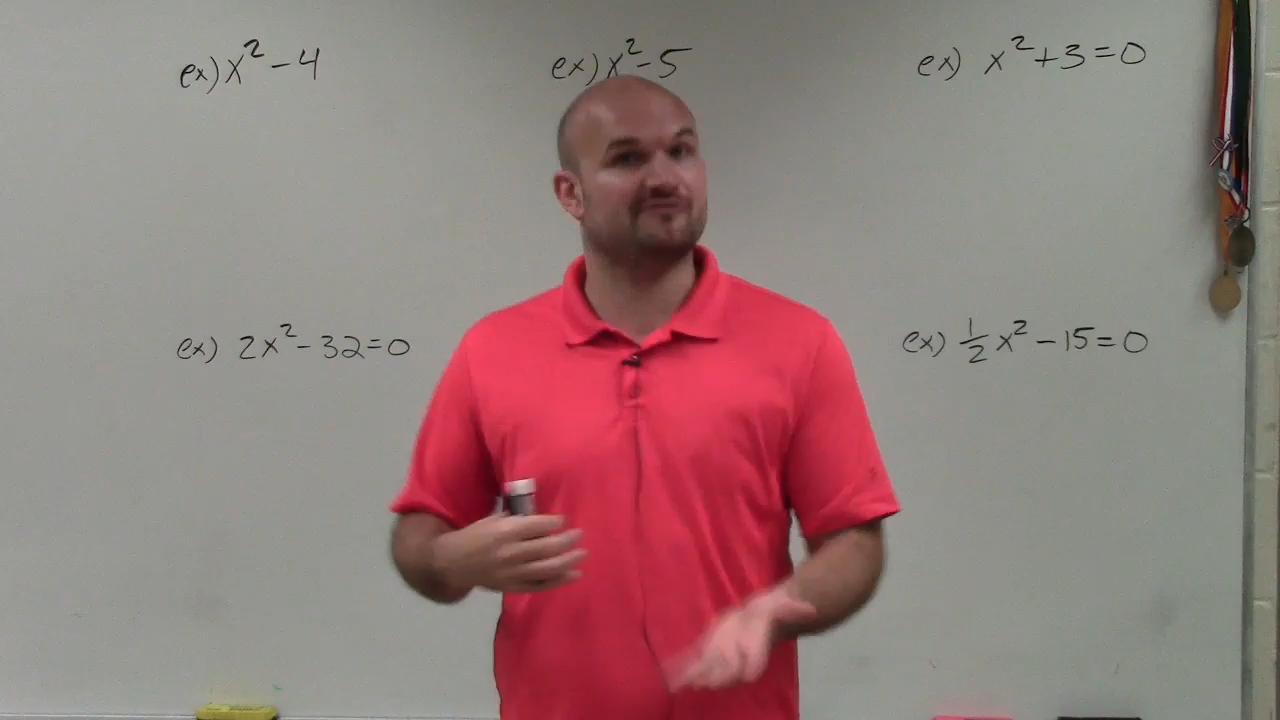 ex) x² - 4
ex) x² - 5
ex) x² + 3 = 0
ex) 2x² - 32 = 0
ex) ½x² - 15 = 0